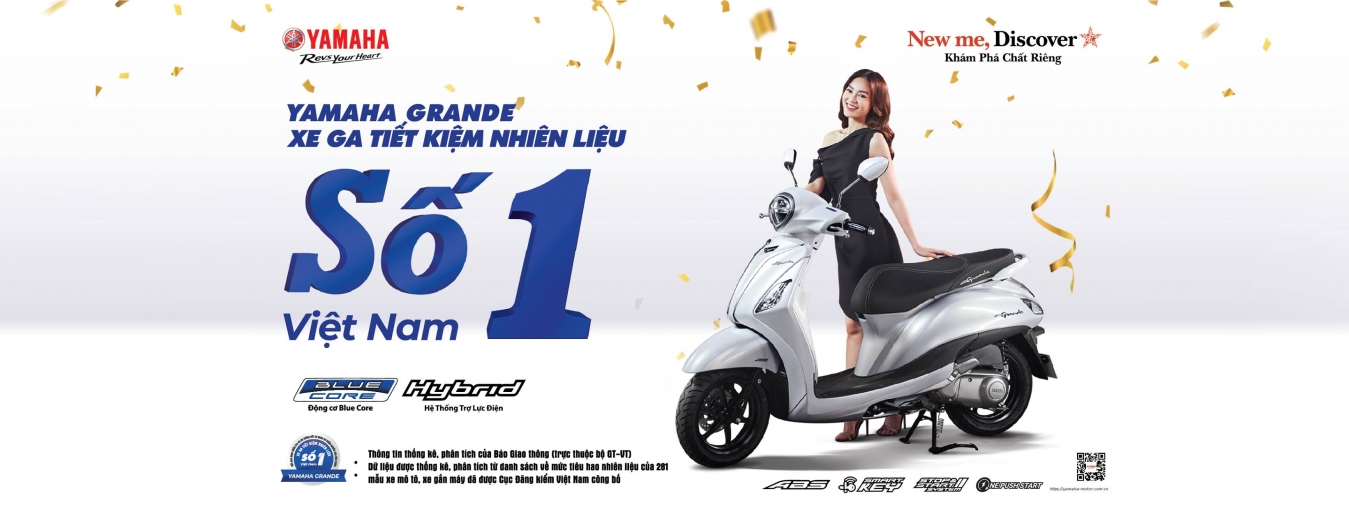 YAMAHA
Revs Your Heart
New me, Discover
Khám Phá Chất Riêng
YAMAHA GRANDE
XE GA TIẾT KIỆM NHIÊN LIỆU
Số 1
Việt Nam
BLUE CORE
Động cơ Blue Core
Hybrid
Hệ Thống Trợ Lực Điện
Số 1
YAMAHA GRANDE
• Thông tin thống kê, phân tích của Báo Giao thông (trực thuộc bộ GT-VT)
• Dữ liệu được thống kê, phân tích từ danh sách về mức tiêu hao nhiên liệu của 281
mẫu xe mô tô, xe gắn máy đã được Cục Đăng kiểm Việt Nam công bố
Grande
Grande
Grande
ABS
SMART KEY
STOP & START SYSTEM
ONE PUSH START
https://yamaha-motor.com.vn